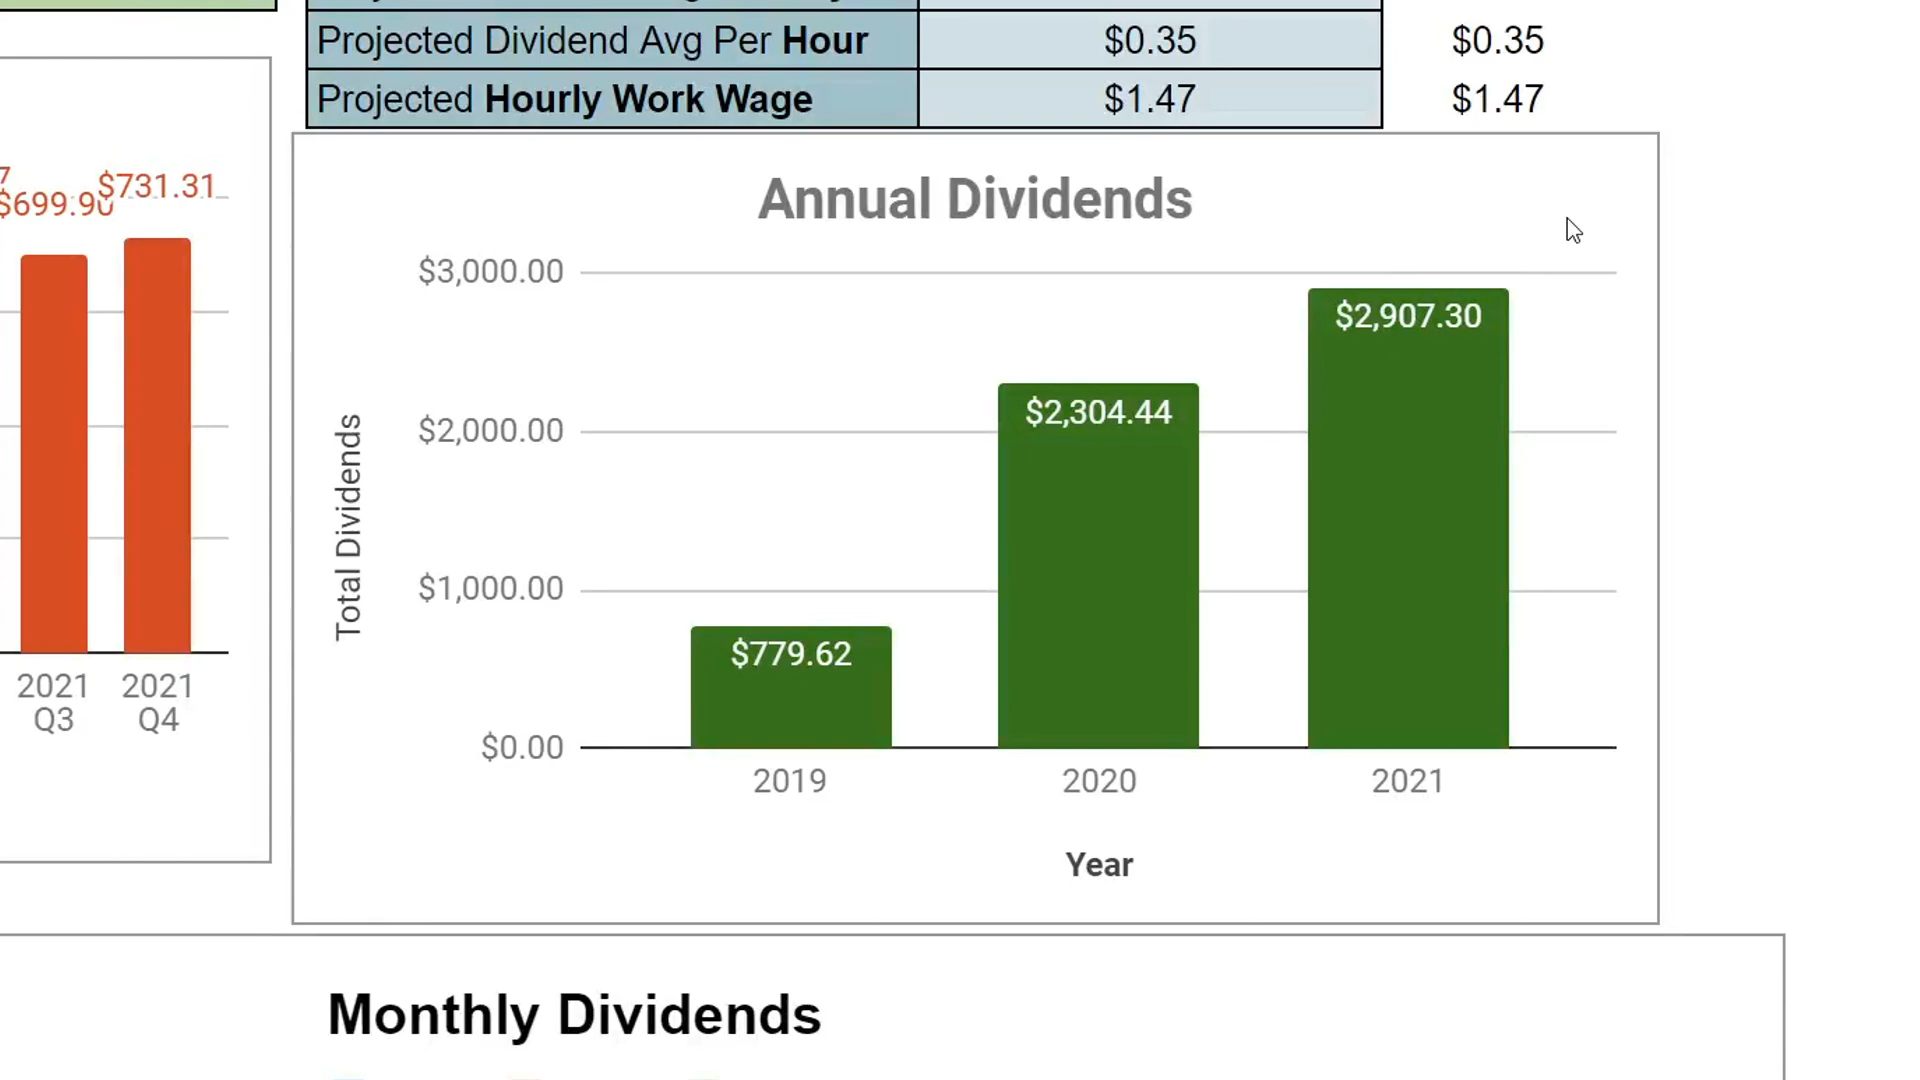 Projected Dividend Avg Per Hour $0.35 $0.35
Projected Hourly Work Wage $1.47 $1.47
7
$699.90
$731.31
2021 Q3
2021 Q4
Annual Dividends
Total Dividends
$3,000.00
$2,000.00
$1,000.00
$0.00
$779.62
$2,304.44
$2,907.30
2019 2020 2021
Year
Monthly Dividends